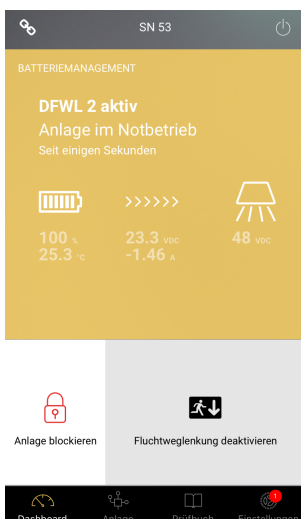 SN 53
BATTERIEMANAGEMENT
DFWL 2 aktiv
Anlage im Notbetrieb
Seit einigen Sekunden
100 % 23.3 VDC 48 VDC
25.3 °C -1.46 A
Anlage blockieren Fluchtweglenkung deaktivieren
1
Dashboard Anlage Prüfbuch Einstellungen